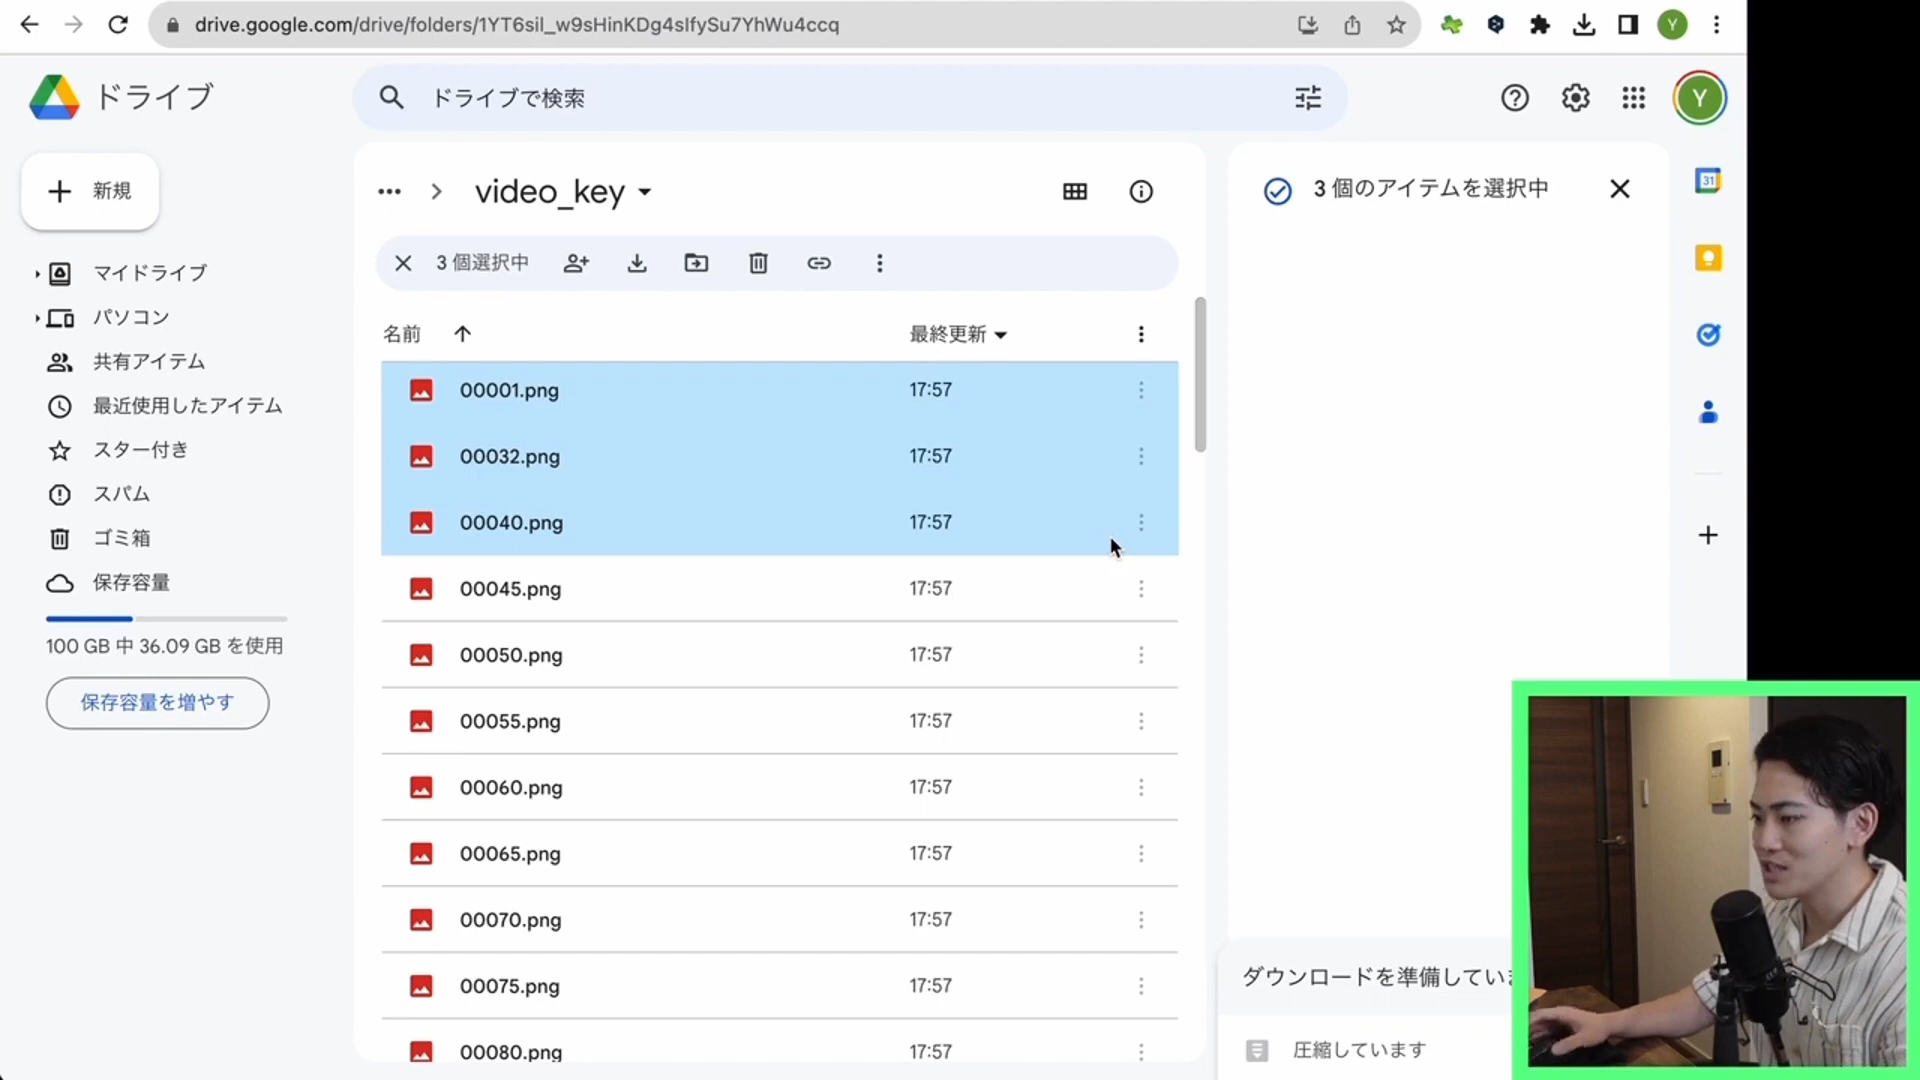 drive.google.com/drive/folders/1YT6sil_w9sHinKDg4sIfySu7YhWu4ccq
Y
ドライブ
ドライブで検索
Y
新規
マイドライブ
パソコン
共有アイテム
最近使用したアイテム
スター付き
スパム
ゴミ箱
保存容量
100 GB 中 36.09 GB を使用
保存容量を増やす
video_key
3 個選択中
名前
最終更新
00001.png 17:57
00032.png 17:57
00040.png 17:57
00045.png 17:57
00050.png 17:57
00055.png 17:57
00060.png 17:57
00065.png 17:57
00070.png 17:57
00075.png 17:57
00080.png 17:57
3 個のアイテムを選択中
31
ダウンロードを準備してい
圧縮しています